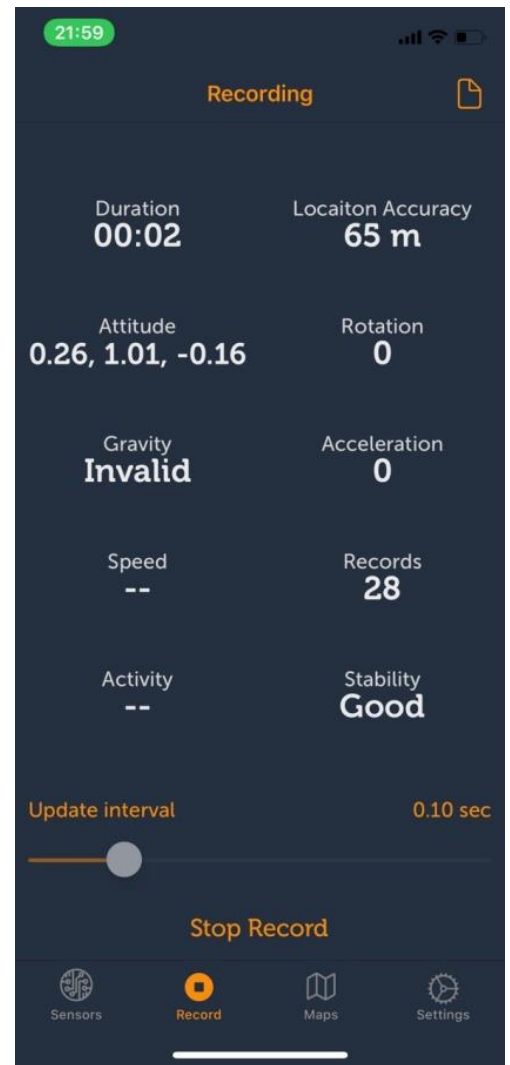 21:59
Recording
Duration
00:02
Locaiton Accuracy
65 m
Attitude
0.26, 1.01, -0.16
Rotation
0
Gravity
Invalid
Acceleration
0
Speed
--
Records
28
Activity
--
Stability
Good
Update interval
0.10 sec
Stop Record
Sensors
Record
Maps
Settings